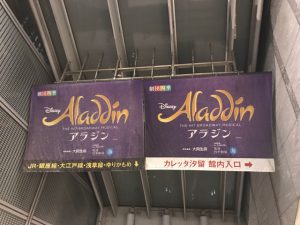 劇団四季
Disney
Aladdin
THE HIT BROADWAY MUSICAL
アラジン
JR・銀座線・大江戸線・浅草線・ゆりかもめ ↓
劇団四季
Disney
Aladdin
THE HIT BROADWAY MUSICAL
アラジン
カレッタ汐留 館内入口 →